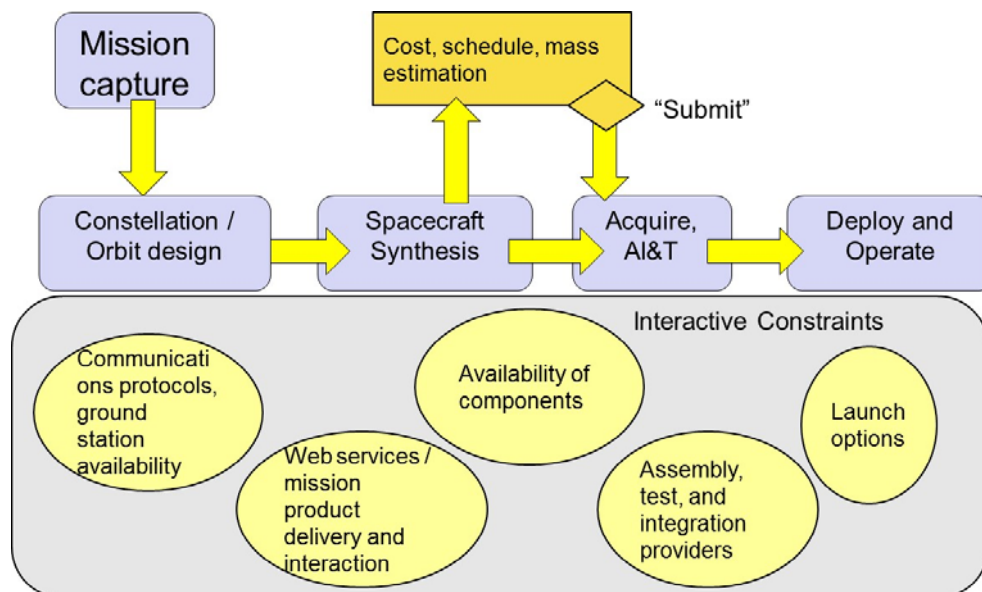 Mission
capture
Cost, schedule, mass
estimation
“Submit”
Constellation /
Orbit design
Spacecraft
Synthesis
Acquire,
AI&T
Deploy and
Operate
Interactive Constraints
Communicati
ons protocols,
ground
station
availability
Web services /
mission
product
delivery and
interaction
Availability of
components
Assembly,
test, and
integration
providers
Launch
options